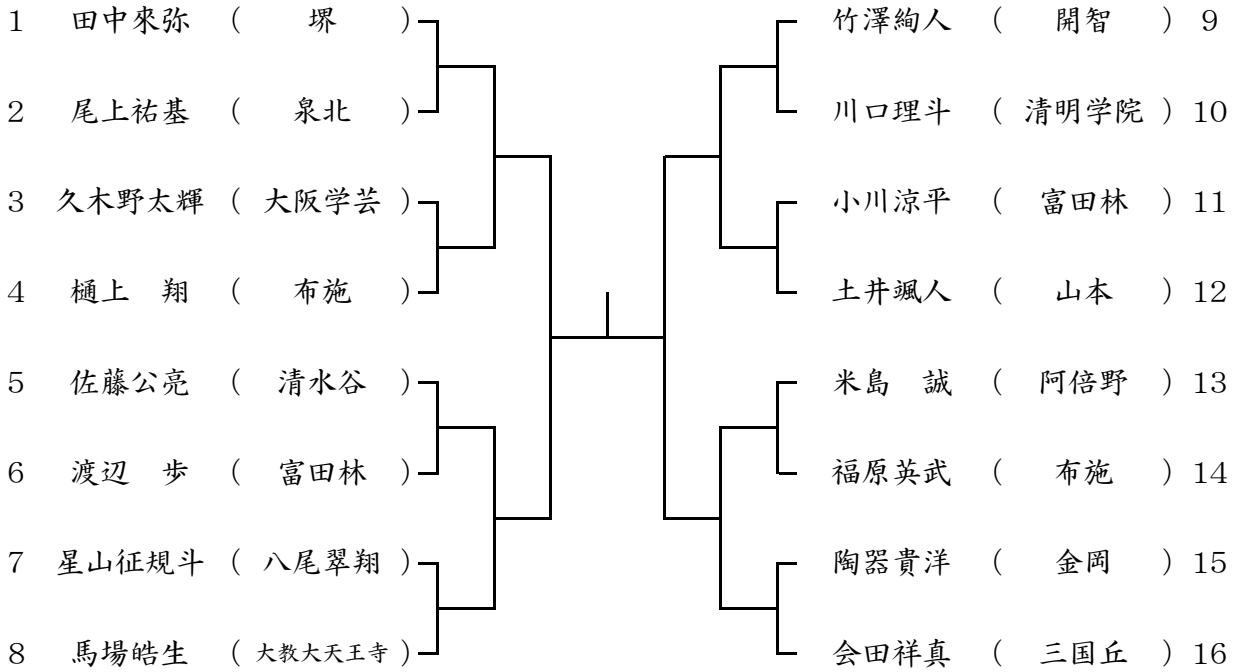 1 田中來弥 ( 堺 )
2 尾上祐基 ( 泉北 )
3 久木野太輝 ( 大阪学芸 )
4 樋上 翔 ( 布施 )
5 佐藤公亮 ( 清水谷 )
6 渡辺 歩 ( 富田林 )
7 星山征規斗 ( 八尾翠翔 )
8 馬場皓生 ( 大教大天王寺 )
竹澤絢人 ( 開智 ) 9
川口理斗 ( 清明学院 ) 10
小川涼平 ( 富田林 ) 11
土井颯人 ( 山本 ) 12
米島 誠 ( 阿倍野 ) 13
福原英武 ( 布施 ) 14
陶器貴洋 ( 金岡 ) 15
会田祥真 ( 三国丘 ) 16